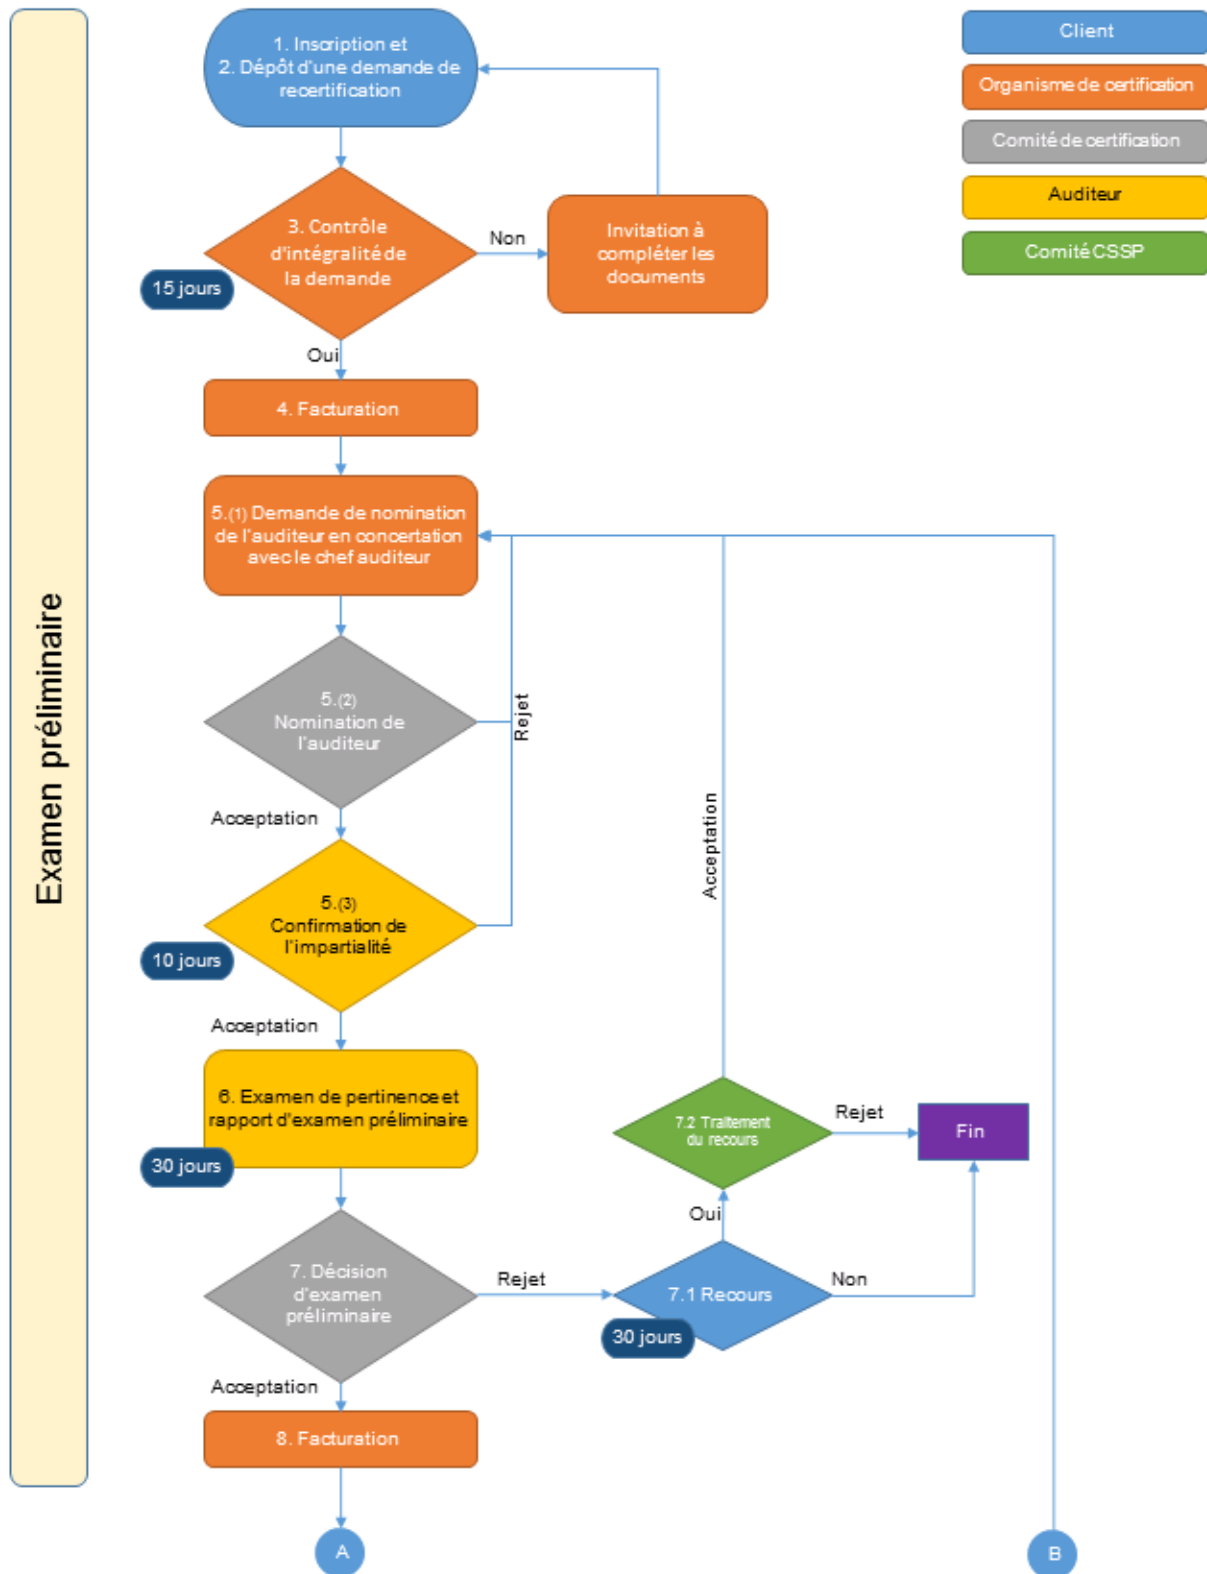 Examen préliminaire
1. Inscription et
2. Dépôt d'une demande de
recertification
Client
Organisme de certification
Comité de certification
Auditeur
Comité CSSP
3. Contrôle
d'intégralité de
la demande
15 jours
Non
Invitation à
compléter les
documents
Oui
4. Facturation
5.(1) Demande de nomination
de l'auditeur en concertation
avec le chef auditeur
5.(2)
Nomination de
l'auditeur
Rejet
Acceptation
5.(3)
Confirmation de
l'impartialité
10 jours
Acceptation
Acceptation
6. Examen de pertinence et
rapport d'examen préliminaire
30 jours
7.2 Traitement
du recours
Rejet
Fin
Oui
7. Décision
d'examen
préliminaire
Rejet
7.1 Recours
Non
30 jours
Acceptation
8. Facturation
A
B